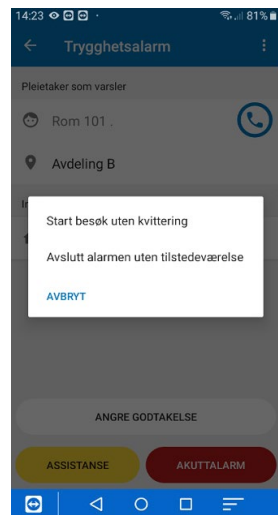 14:23
81%
Trygghetsalarm
Pleietaker som varsler
Rom 101 .
Avdeling B
Start besøk uten kvittering
Avslutt alarmen uten tilstedeværelse
AVBRYT
ANGRE GODTAKELSE
ASSISTANSE
AKUTTALARM